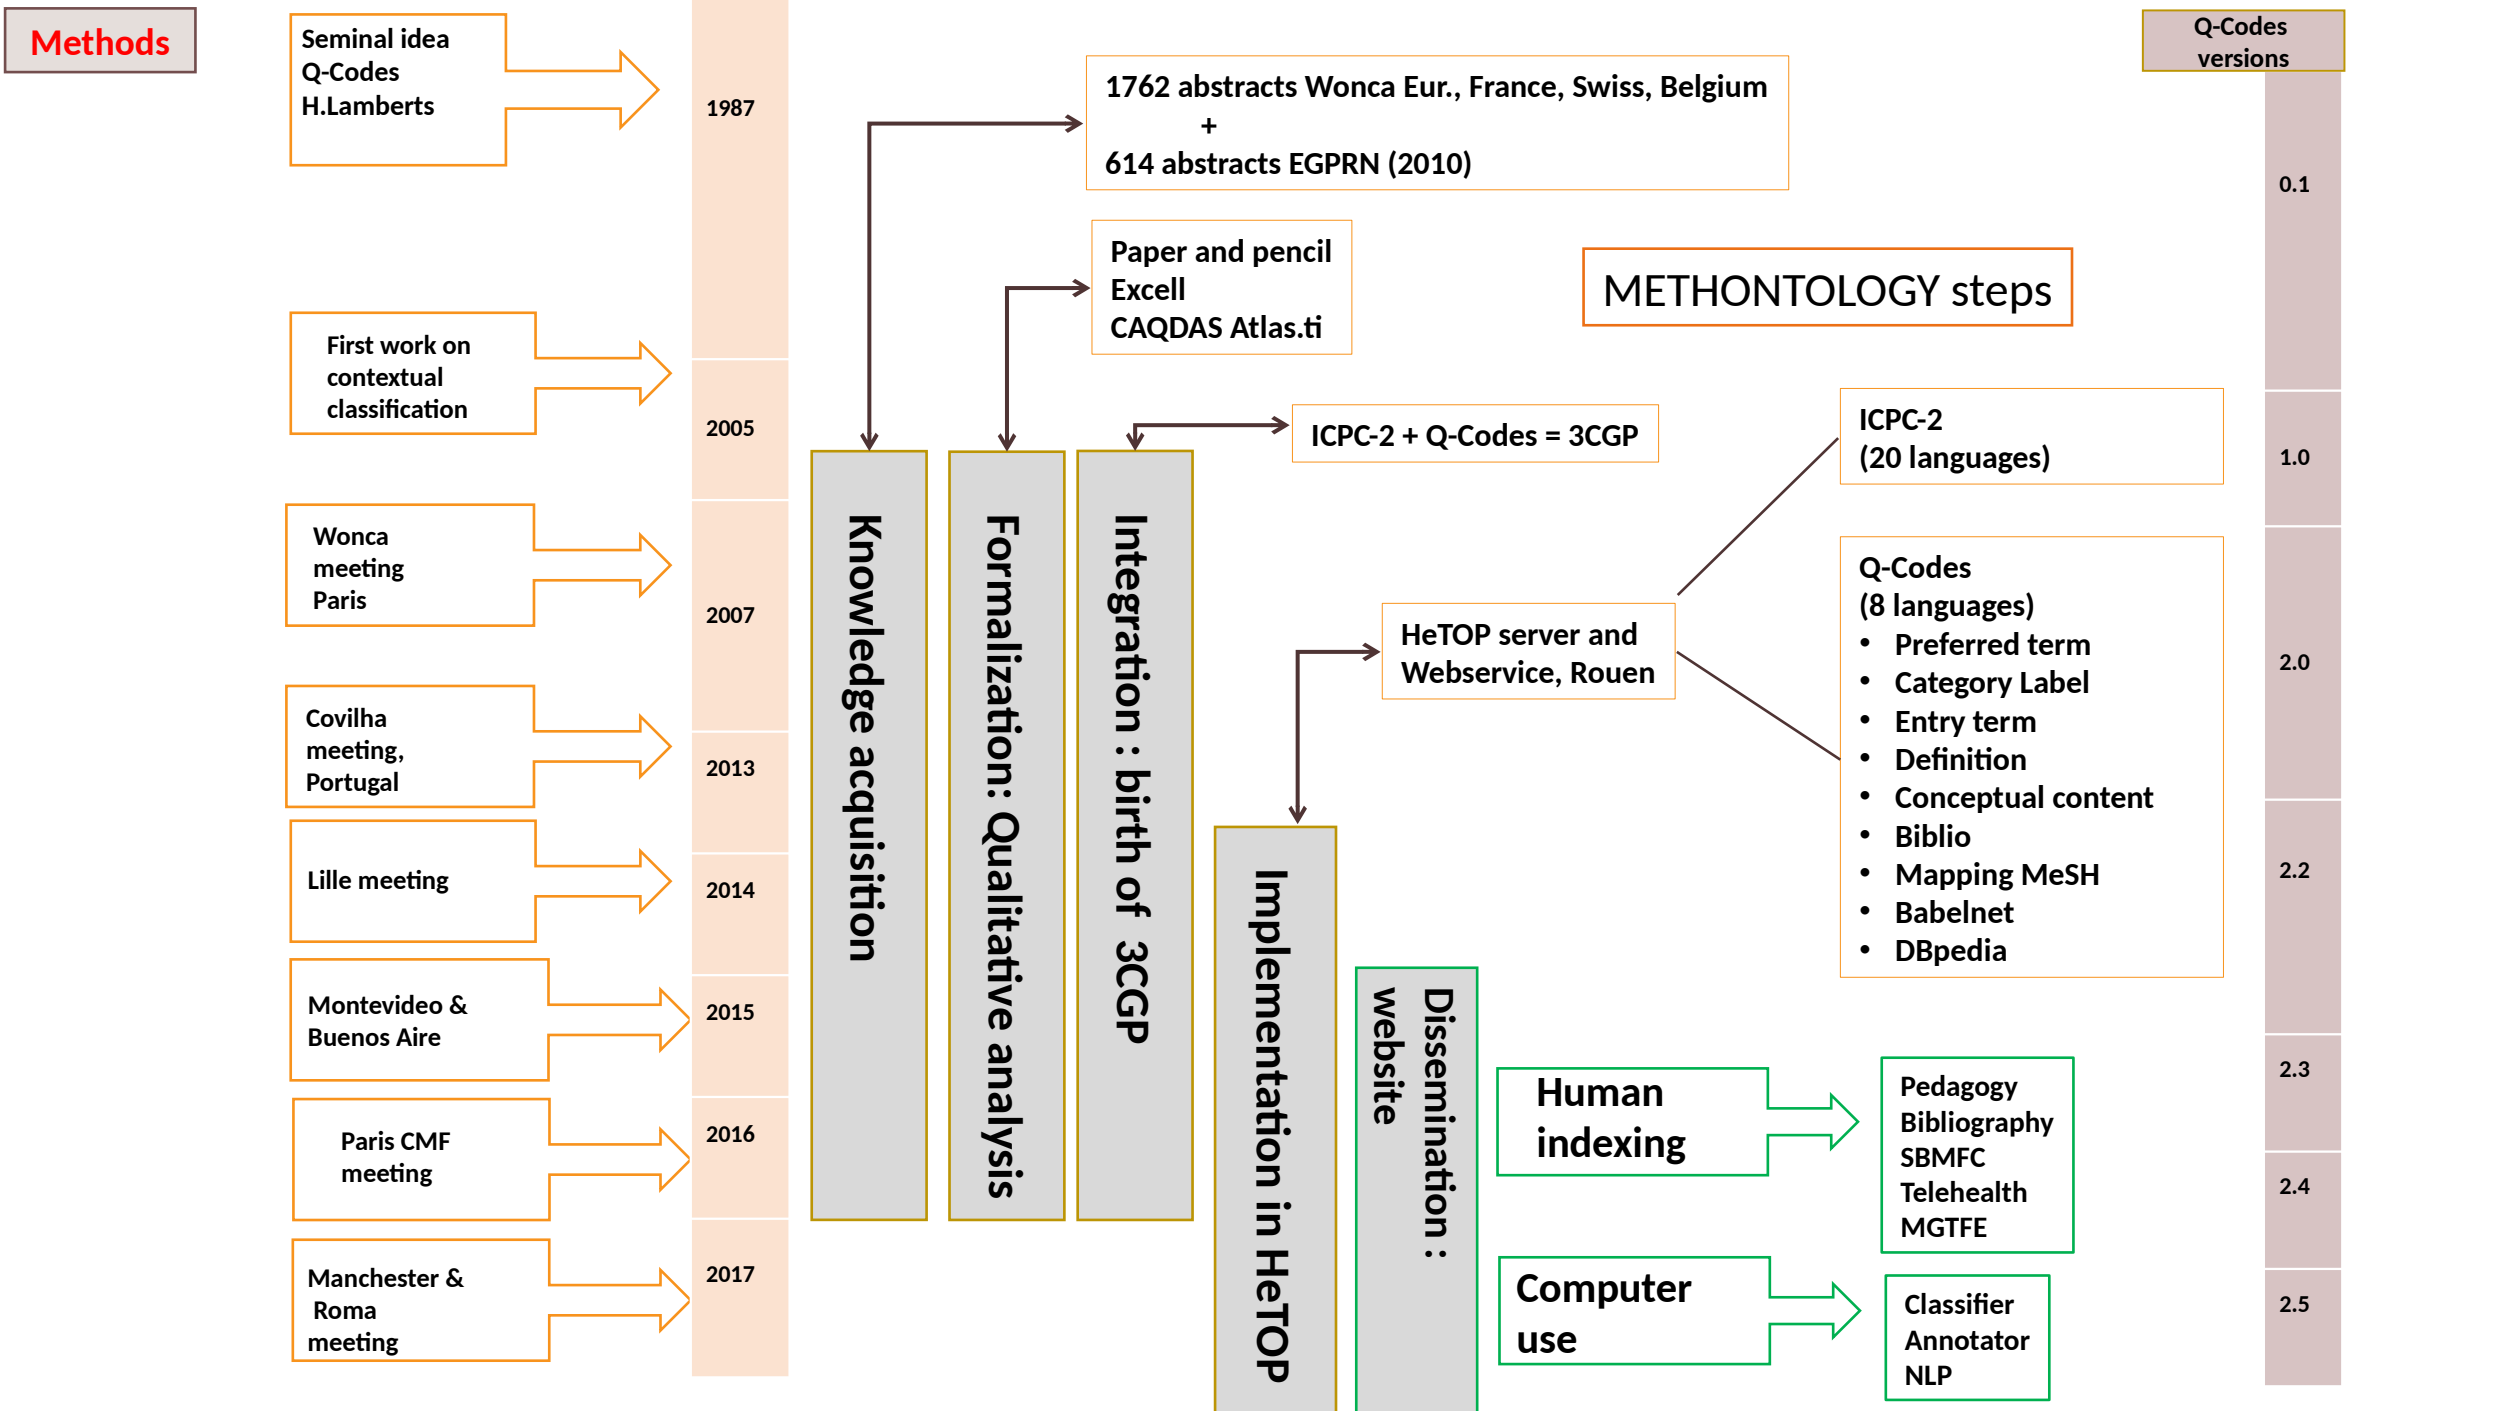 Methods
Seminal idea
Q-Codes
H.Lamberts
First work on
contextual
classification
Wonca
meeting
Paris
Covilha
meeting,
Portugal
Lille meeting
Montevideo &
Buenos Aire
Paris CMF
meeting
Manchester &
Roma
meeting
1987
2005
2007
2013
2014
2015
2016
2017
1762 abstracts Wonca Eur., France, Swiss, Belgium
+
614 abstracts EGPRN (2010)
Paper and pencil
Excell
CAQDAS Atlas.ti
METHONTOLOGY steps
ICPC-2 + Q-Codes = 3CGP
Knowledge acquisition
Formalization: Qualitative analysis
Integration : birth of 3CGP
Implementation in HeTOP
Dissemination :
website
HeTOP server and
Webservice, Rouen
ICPC-2
(20 languages)
Q-Codes
(8 languages)
• Preferred term
• Category Label
• Entry term
• Definition
• Conceptual content
• Biblio
• Mapping MeSH
• Babelnet
• DBpedia
Human
indexing
Pedagogy
Bibliography
SBMFC
Telehealth
MGTFE
Computer
use
Classifier
Annotator
NLP
Q-Codes
versions
0.1
1.0
2.0
2.2
2.3
2.4
2.5